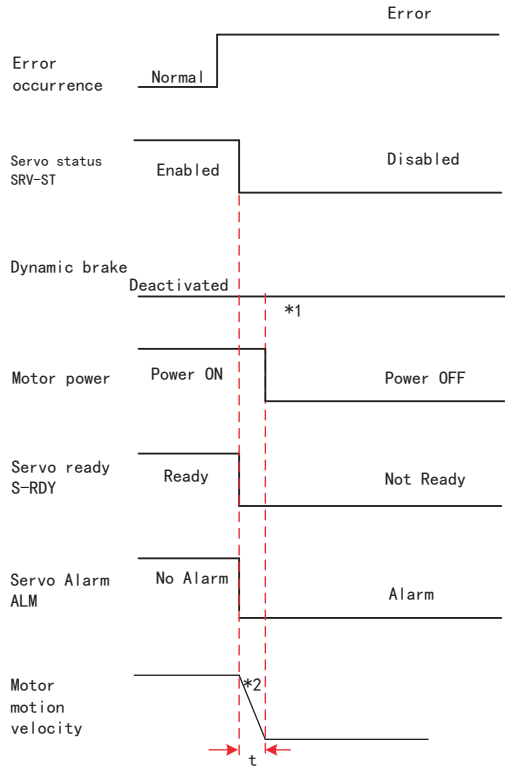 Error
Error
occurrence
Normal
Servo status
SRV-ST
Enabled
Disabled
Dynamic brake
Deactivated
*1
Motor power
Power ON
Power OFF
Servo ready
S-RDY
Ready
Not Ready
Servo Alarm
ALM
No Alarm
Alarm
Motor
motion
velocity
*2
t